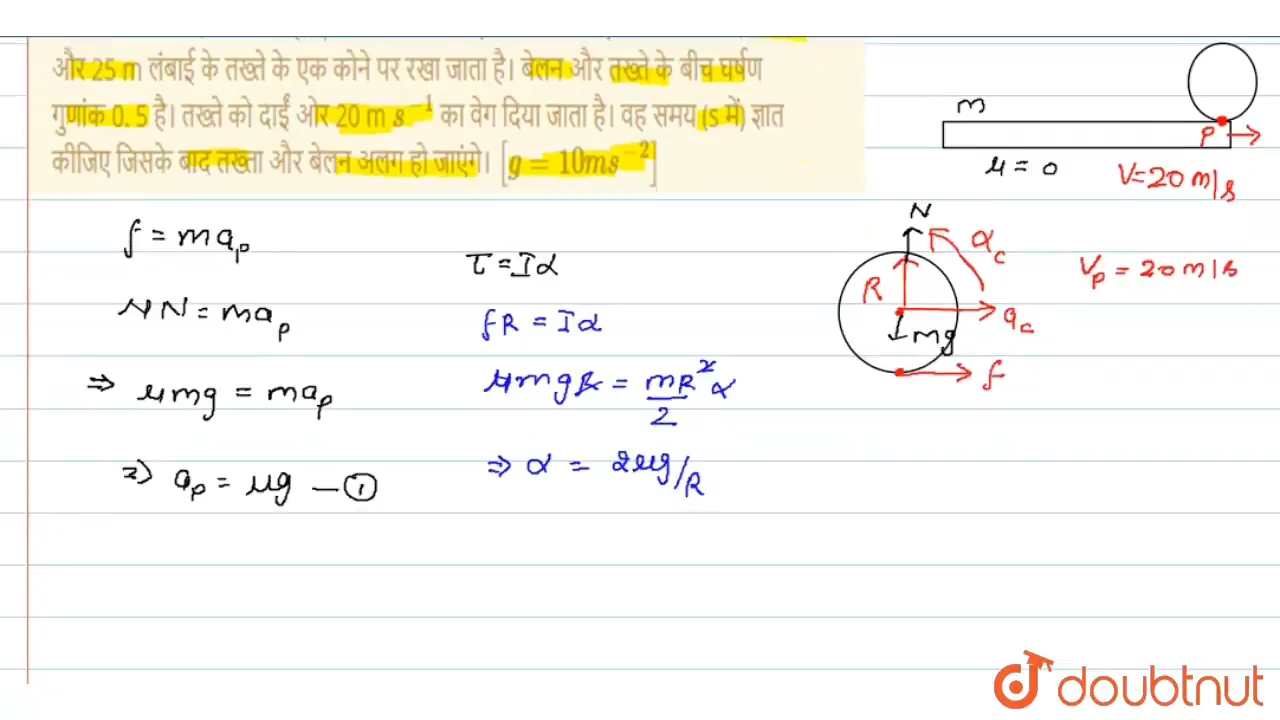 और 25 m लंबाई के तख्ते के एक कोने पर रखा जाता है। बेलन और तख्ते के बीच घर्षण
गुणांक 0. 5 है। तख्ते को दाईं ओर 20 m s⁻¹ का वेग दिया जाता है। वह समय (s में) ज्ञात
कीजिए जिसके बाद तख्ता और बेलन अलग हो जाएंगे। [g = 10ms⁻²]
m
P
μ = 0
V=20 m/s
f = m a_p
μN = ma_p
⇒ μmg = ma_p
⇒ a_p = μg — ①
τ = Iα
fR = Iα
μmgR = mR²/2 α
⇒ α = 2μg/R
N
α_c
R
a_c
mg
f
V_p = 20 m/s
doubtnut